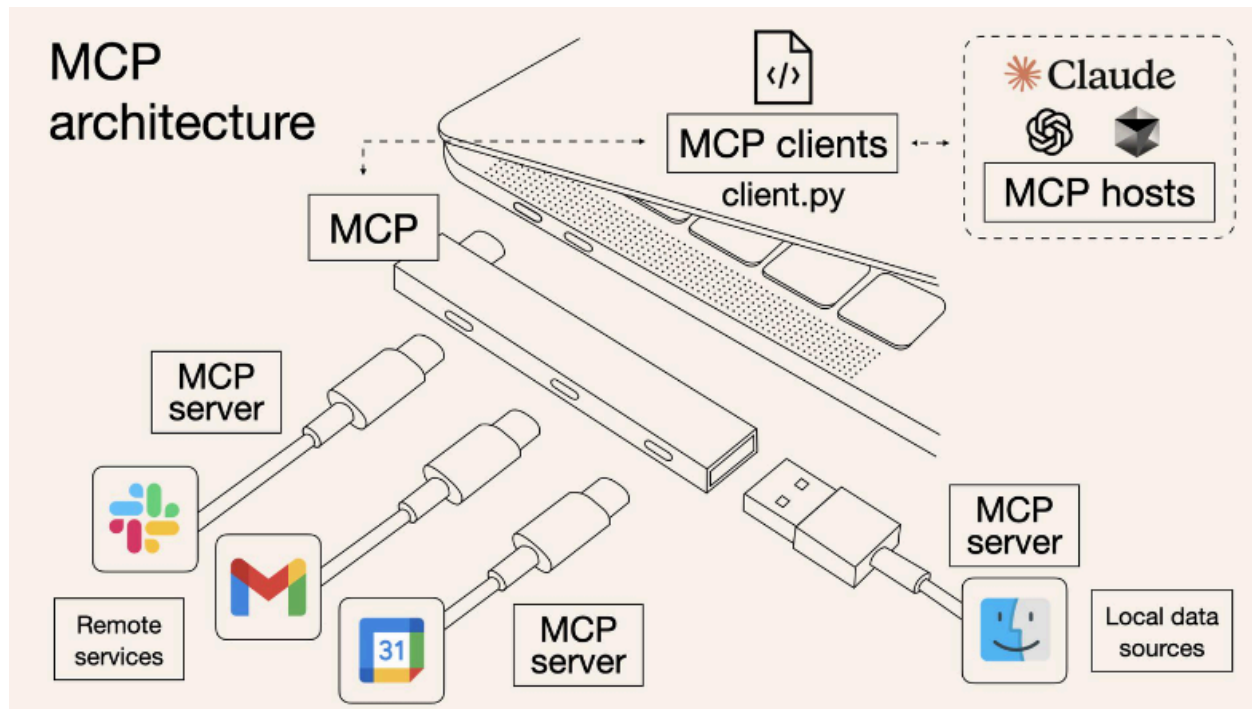 MCP
architecture
</>
MCP clients
client.py
Claude
MCP hosts
MCP
MCP
server
Remote
services
31
MCP
server
MCP
server
Local data
sources